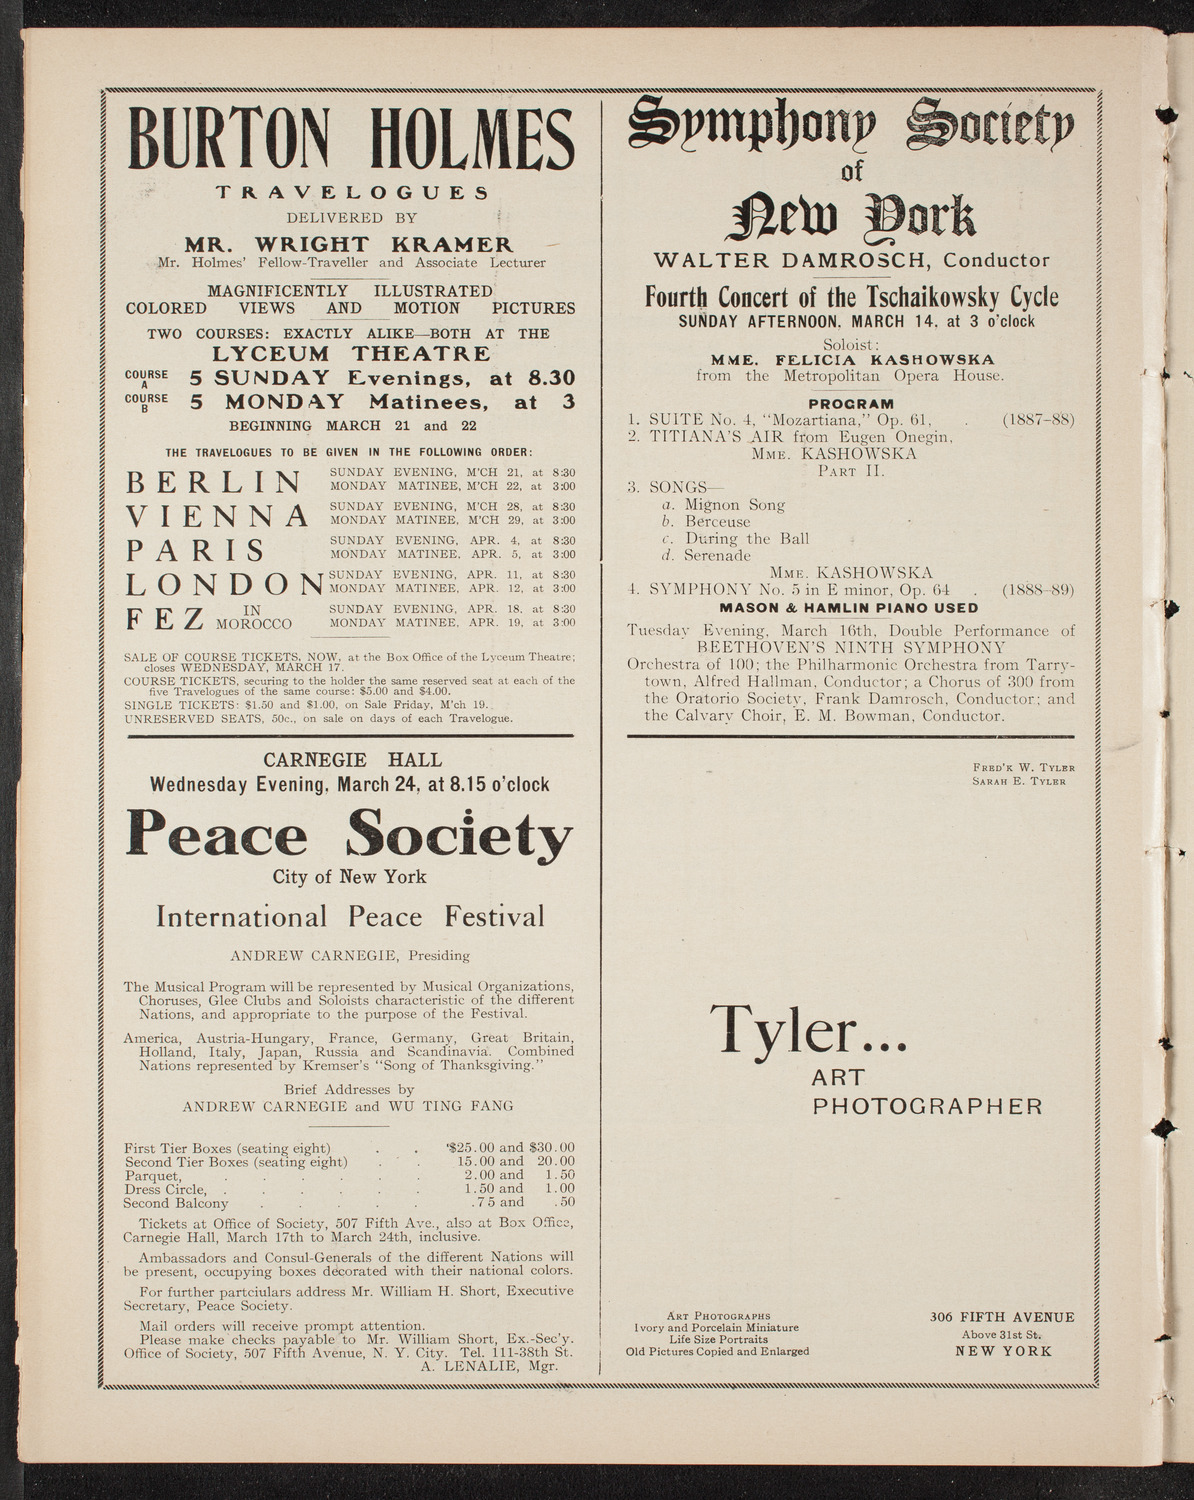 BURTON HOLMES
TRAVELOGUES
DELIVERED BY
MR. WRIGHT KRAMER
Mr. Holmes' Fellow-Traveller and Associate Lecturer
MAGNIFICENTLY ILLUSTRATED
COLORED VIEWS AND MOTION PICTURES
TWO COURSES: EXACTLY ALIKE—BOTH AT THE
LYCEUM THEATRE
COURSE A 5 SUNDAY Evenings, at 8.30
COURSE B 5 MONDAY Matinees, at 3
BEGINNING MARCH 21 and 22
THE TRAVELOGUES TO BE GIVEN IN THE FOLLOWING ORDER:
BERLIN SUNDAY EVENING, M'CH 21, at 8:30
MONDAY MATINEE, M'CH 22, at 3:00
VIENNA SUNDAY EVENING, M'CH 28, at 8:30
MONDAY MATINEE, M'CH 29, at 3:00
PARIS SUNDAY EVENING, APR. 4, at 8:30
MONDAY MATINEE, APR. 5, at 3:00
LONDON SUNDAY EVENING, APR. 11, at 8:30
MONDAY MATINEE, APR. 12, at 3:00
FEZ IN MOROCCO SUNDAY EVENING, APR. 18, at 8:30
MONDAY MATINEE, APR. 19, at 3:00
SALE OF COURSE TICKETS, NOW, at the Box Office of the Lyceum Theatre;
closes WEDNESDAY, MARCH 17.
COURSE TICKETS, securing to the holder the same reserved seat at each of the
five Travelogues of the same course: $5.00 and $4.00.
SINGLE TICKETS: $1.50 and $1.00, on Sale Friday, M'ch 19.
UNRESERVED SEATS, 50c., on sale on days of each Travelogue.
CARNEGIE HALL
Wednesday Evening, March 24, at 8.15 o'clock
Peace Society
City of New York
International Peace Festival
ANDREW CARNEGIE, Presiding
The Musical Program will be represented by Musical Organizations,
Choruses, Glee Clubs and Soloists characteristic of the different
Nations, and appropriate to the purpose of the Festival.
America, Austria-Hungary, France, Germany, Great Britain,
Holland, Italy, Japan, Russia and Scandinavia. Combined
Nations represented by Kremser's "Song of Thanksgiving."
Brief Addresses by
ANDREW CARNEGIE and WU TING FANG
First Tier Boxes (seating eight) . . $25.00 and $30.00
Second Tier Boxes (seating eight) . . 15.00 and 20.00
Parquet, . . . . . . 2.00 and 1.50
Dress Circle, . . . . . . 1.50 and 1.00
Second Balcony . . . . . .75 and .50
Tickets at Office of Society, 507 Fifth Ave., also at Box Office,
Carnegie Hall, March 17th to March 24th, inclusive.
Ambassadors and Consul-Generals of the different Nations will
be present, occupying boxes decorated with their national colors.
For further partciulars address Mr. William H. Short, Executive
Secretary, Peace Society.
Mail orders will receive prompt attention.
Please make checks payable to Mr. William Short, Ex.-Sec'y.
Office of Society, 507 Fifth Avenue, N. Y. City. Tel. 111-38th St.
A. LENALIE, Mgr.
Symphony Society
of
New York
WALTER DAMROSCH, Conductor
Fourth Concert of the Tschaikowsky Cycle
SUNDAY AFTERNOON, MARCH 14, at 3 o'clock
Soloist:
MME. FELICIA KASHOWSKA
from the Metropolitan Opera House.
PROGRAM
1. SUITE No. 4, "Mozartiana," Op. 61, . (1887-88)
2. TITIANA'S AIR from Eugen Onegin,
MME. KASHOWSKA
PART II.
3. SONGS—
a. Mignon Song
b. Berceuse
c. During the Ball
d. Serenade
MME. KASHOWSKA
4. SYMPHONY No. 5 in E minor, Op. 64 . (1888-89)
MASON & HAMLIN PIANO USED
Tuesday Evening, March 16th, Double Performance of
BEETHOVEN'S NINTH SYMPHONY
Orchestra of 100; the Philharmonic Orchestra from Tarry-
town, Alfred Hallman, Conductor; a Chorus of 300 from
the Oratorio Society, Frank Damrosch, Conductor; and
the Calvary Choir, E. M. Bowman, Conductor.
FRED'K W. TYLER
SARAH E. TYLER
Tyler...
ART
PHOTOGRAPHER
ART PHOTOGRAPHS
Ivory and Porcelain Miniature
Life Size Portraits
Old Pictures Copied and Enlarged
306 FIFTH AVENUE
Above 31st St.
NEW YORK